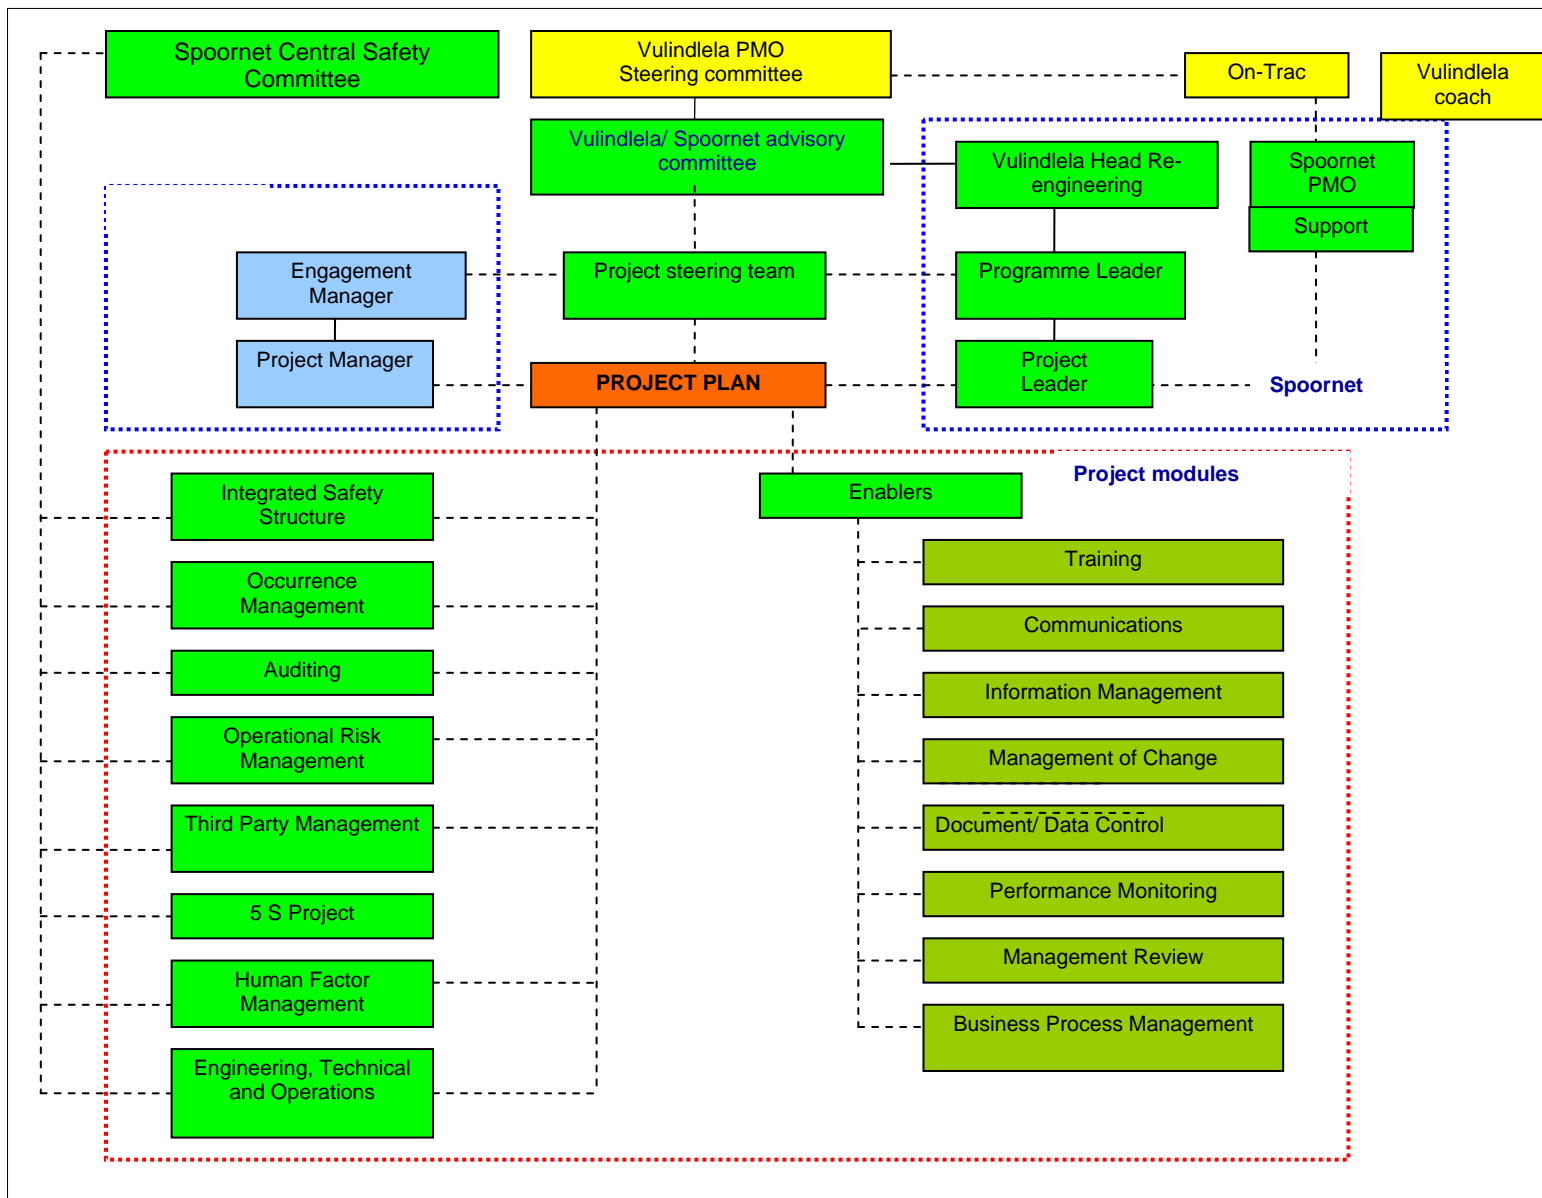 Spoornet Central Safety
Committee
Vulindlela PMO
Steering committee
On-Trac
Vulindlela
coach
Vulindlela/ Spoornet advisory
committee
Vulindlela Head Re-
engineering
Spoornet
PMO
Support
Engagement
Manager
Project steering team
Programme Leader
Project Manager
PROJECT PLAN
Project
Leader
Spoornet
Project modules
Integrated Safety
Structure
Occurrence
Management
Auditing
Operational Risk
Management
Third Party Management
5 S Project
Human Factor
Management
Engineering, Technical
and Operations
Enablers
Training
Communications
Information Management
Management of Change
Document/ Data Control
Performance Monitoring
Management Review
Business Process Management